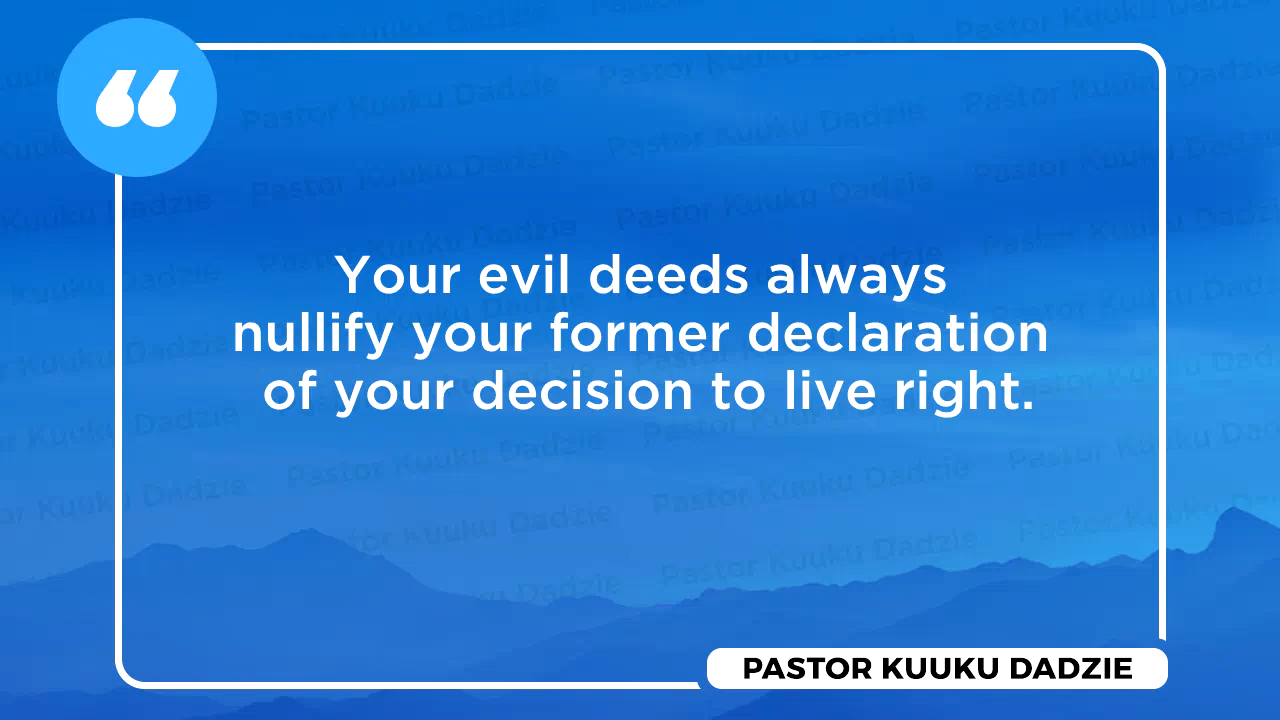 Your evil deeds always
nullify your former declaration
of your decision to live right.
PASTOR KUUKU DADZIE